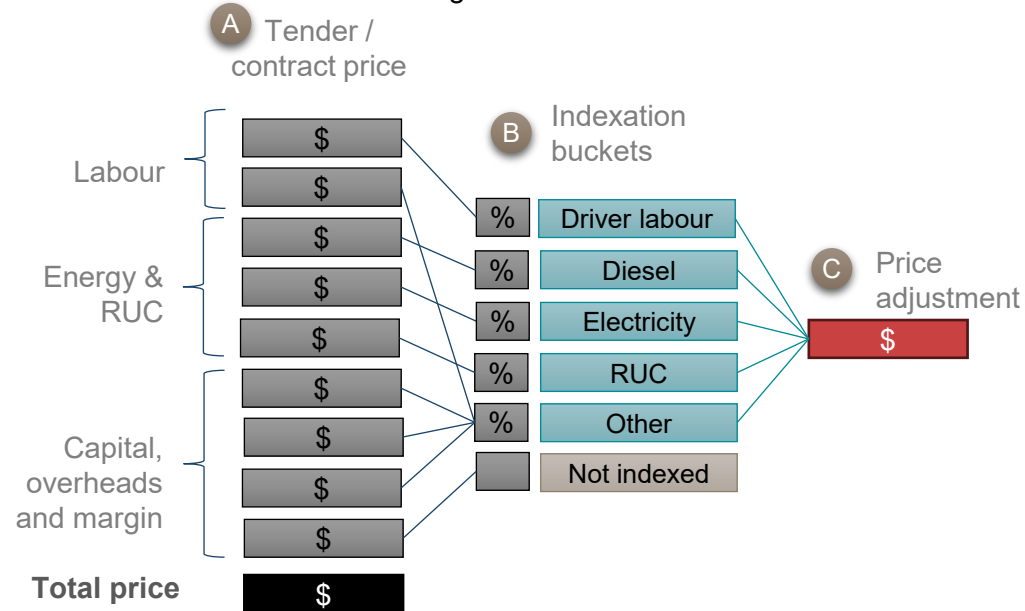 A
Tender /
contract price
B
Indexation
buckets
C
Price
adjustment
Labour
$
$
Energy &
RUC
$
$
$
Capital,
overheads
and margin
$
$
$
$
Total price
$
% Driver labour
% Diesel
% Electricity
% RUC
% Other
Not indexed
$